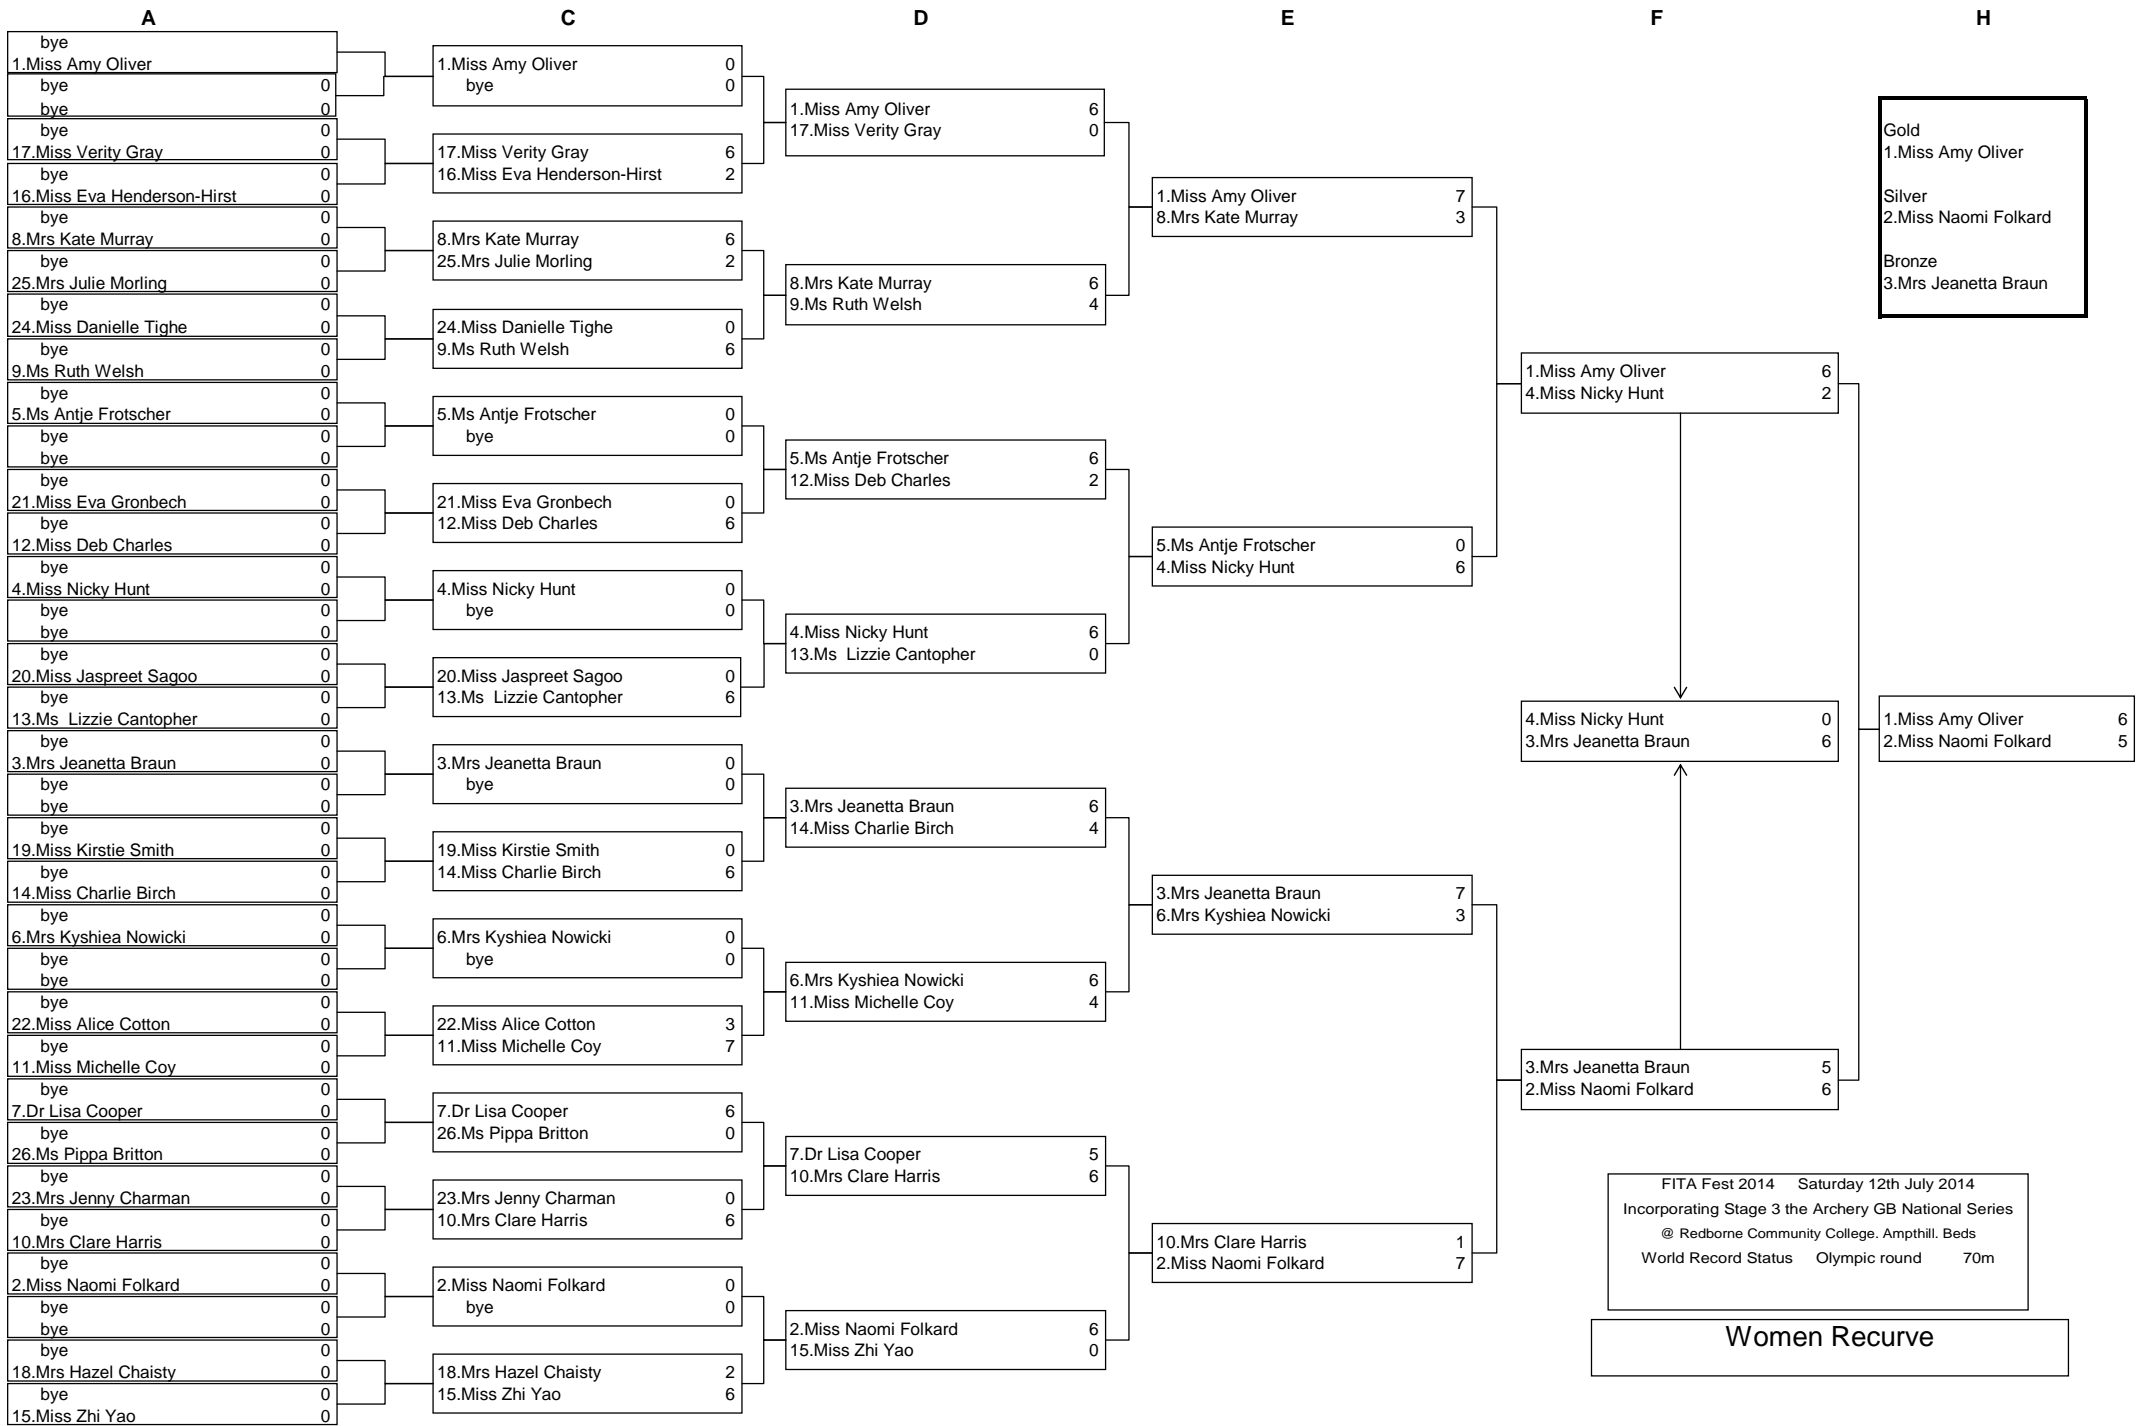 A C D E F H
bye
1.Miss Amy Oliver
bye 0
bye 0
bye 0
17.Miss Verity Gray 0
bye 0
16.Miss Eva Henderson-Hirst 0
bye 0
8.Mrs Kate Murray 0
bye 0
25.Mrs Julie Morling 0
bye 0
24.Miss Danielle Tighe 0
bye 0
9.Ms Ruth Welsh 0
bye 0
5.Ms Antje Frotscher 0
bye 0
bye 0
bye 0
21.Miss Eva Gronbech 0
bye 0
12.Miss Deb Charles 0
bye 0
4.Miss Nicky Hunt 0
bye 0
bye 0
bye 0
20.Miss Jaspreet Sagoo 0
bye 0
13.Ms  Lizzie Cantopher 0
bye 0
3.Mrs Jeanetta Braun 0
bye 0
bye 0
bye 0
19.Miss Kirstie Smith 0
bye 0
14.Miss Charlie Birch 0
bye 0
6.Mrs Kyshiea Nowicki 0
bye 0
bye 0
bye 0
22.Miss Alice Cotton 0
bye 0
11.Miss Michelle Coy 0
bye 0
7.Dr Lisa Cooper 0
bye 0
26.Ms Pippa Britton 0
bye 0
23.Mrs Jenny Charman 0
bye 0
10.Mrs Clare Harris 0
bye 0
2.Miss Naomi Folkard 0
bye 0
bye 0
bye 0
18.Mrs Hazel Chaisty 0
bye 0
15.Miss Zhi Yao 0
1.Miss Amy Oliver 0
bye 0
17.Miss Verity Gray 6
16.Miss Eva Henderson-Hirst 2
8.Mrs Kate Murray 6
25.Mrs Julie Morling 2
24.Miss Danielle Tighe 0
9.Ms Ruth Welsh 6
5.Ms Antje Frotscher 0
bye 0
21.Miss Eva Gronbech 0
12.Miss Deb Charles 6
4.Miss Nicky Hunt 0
bye 0
20.Miss Jaspreet Sagoo 0
13.Ms  Lizzie Cantopher 6
3.Mrs Jeanetta Braun 0
bye 0
19.Miss Kirstie Smith 0
14.Miss Charlie Birch 6
6.Mrs Kyshiea Nowicki 0
bye 0
22.Miss Alice Cotton 3
11.Miss Michelle Coy 7
7.Dr Lisa Cooper 6
26.Ms Pippa Britton 0
23.Mrs Jenny Charman 0
10.Mrs Clare Harris 6
2.Miss Naomi Folkard 0
bye 0
18.Mrs Hazel Chaisty 2
15.Miss Zhi Yao 6
1.Miss Amy Oliver 6
17.Miss Verity Gray 0
8.Mrs Kate Murray 6
9.Ms Ruth Welsh 4
5.Ms Antje Frotscher 6
12.Miss Deb Charles 2
4.Miss Nicky Hunt 6
13.Ms  Lizzie Cantopher 0
3.Mrs Jeanetta Braun 6
14.Miss Charlie Birch 4
6.Mrs Kyshiea Nowicki 6
11.Miss Michelle Coy 4
7.Dr Lisa Cooper 5
10.Mrs Clare Harris 6
2.Miss Naomi Folkard 6
15.Miss Zhi Yao 0
1.Miss Amy Oliver 7
8.Mrs Kate Murray 3
5.Ms Antje Frotscher 0
4.Miss Nicky Hunt 6
3.Mrs Jeanetta Braun 7
6.Mrs Kyshiea Nowicki 3
10.Mrs Clare Harris 1
2.Miss Naomi Folkard 7
1.Miss Amy Oliver 6
4.Miss Nicky Hunt 2
4.Miss Nicky Hunt 0
3.Mrs Jeanetta Braun 6
3.Mrs Jeanetta Braun 5
2.Miss Naomi Folkard 6
Gold
1.Miss Amy Oliver
Silver
2.Miss Naomi Folkard
Bronze
3.Mrs Jeanetta Braun
1.Miss Amy Oliver 6
2.Miss Naomi Folkard 5
FITA Fest 2014 Saturday 12th July 2014
Incorporating Stage 3 the Archery GB National Series
@ Redborne Community College. Ampthill. Beds
World Record Status Olympic round 70m
Women Recurve